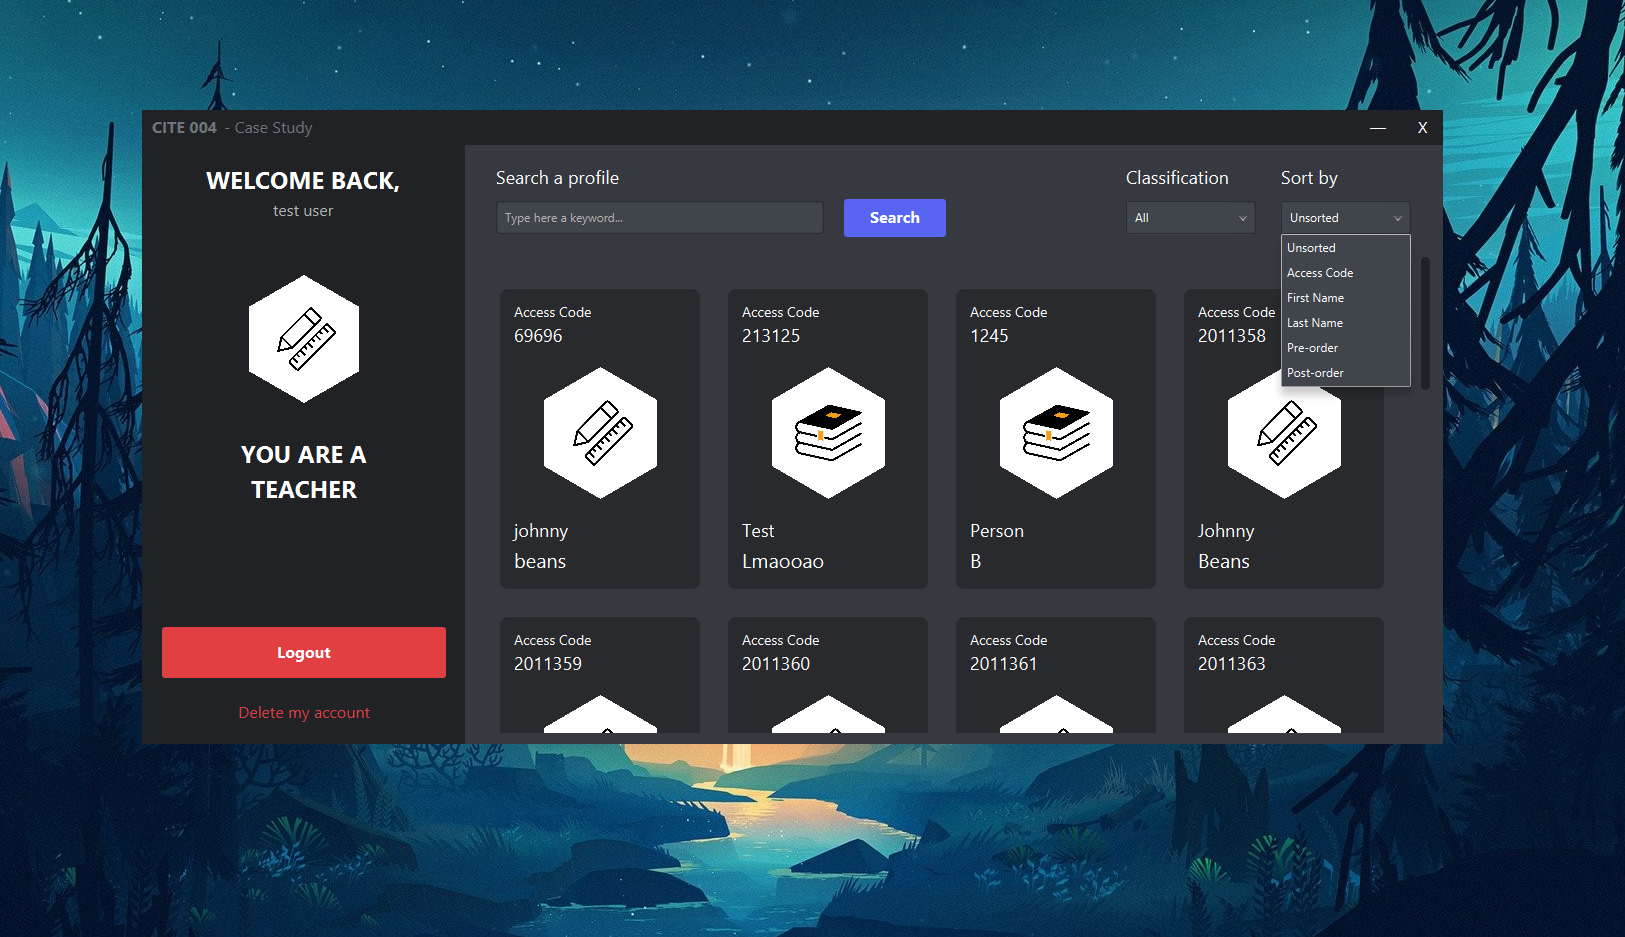 CITE 004 - Case Study
X
WELCOME BACK,
test user
YOU ARE A
TEACHER
Logout
Delete my account
Search a profile
Type here a keyword...
Search
Classification
All
Sort by
Unsorted
Unsorted
Access Code
First Name
Last Name
Pre-order
Post-order
Access Code
69696
johnny
beans
Access Code
213125
Test
Lmaooao
Access Code
1245
Person
B
Access Code
2011358
Johnny
Beans
Access Code
2011359
Access Code
2011360
Access Code
2011361
Access Code
2011363